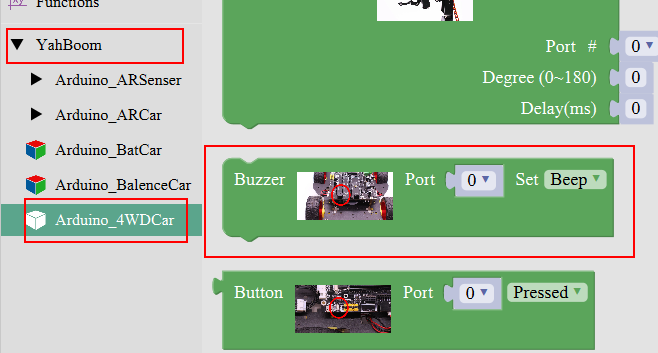 Functions
YahBoom
Arduino_ARSenser
Arduino_ARCar
Arduino_BatCar
Arduino_BalenceCar
Arduino_4WDCar
Port # 0
Degree (0~180) 0
Delay(ms) 0
Buzzer Port 0 Set Beep
Button Port 0 Pressed